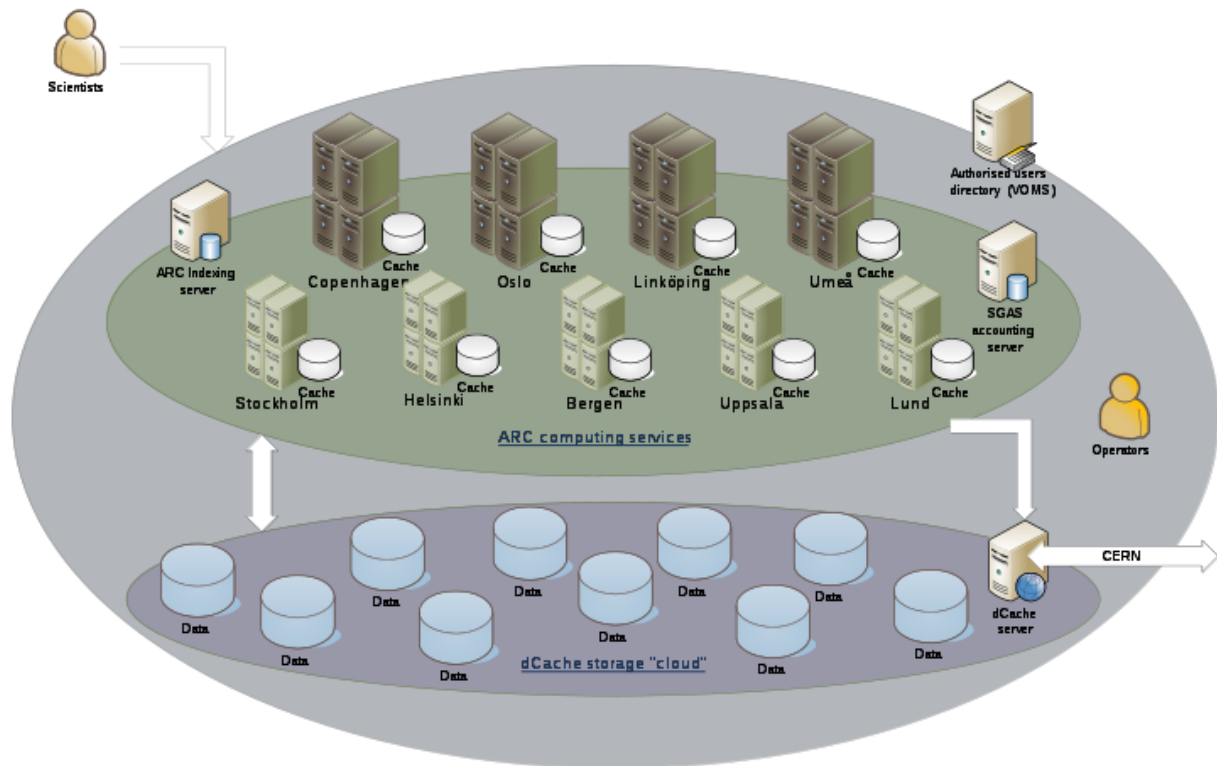 Scientists
Authorised users
directory (VOMS)
ARC Indexing
server
Cache
Cache
Cache
Cache
Copenhagen
Oslo
Linköping
Umeå
SGAS
accounting
server
Cache
Cache
Cache
Cache
Cache
Stockholm
Helsinki
Bergen
Uppsala
Lund
ARC computing services
Operators
CERN
Data
Data
Data
Data
Data
Data
Data
Data
Data
Data
dCache
server
dCache storage "cloud"